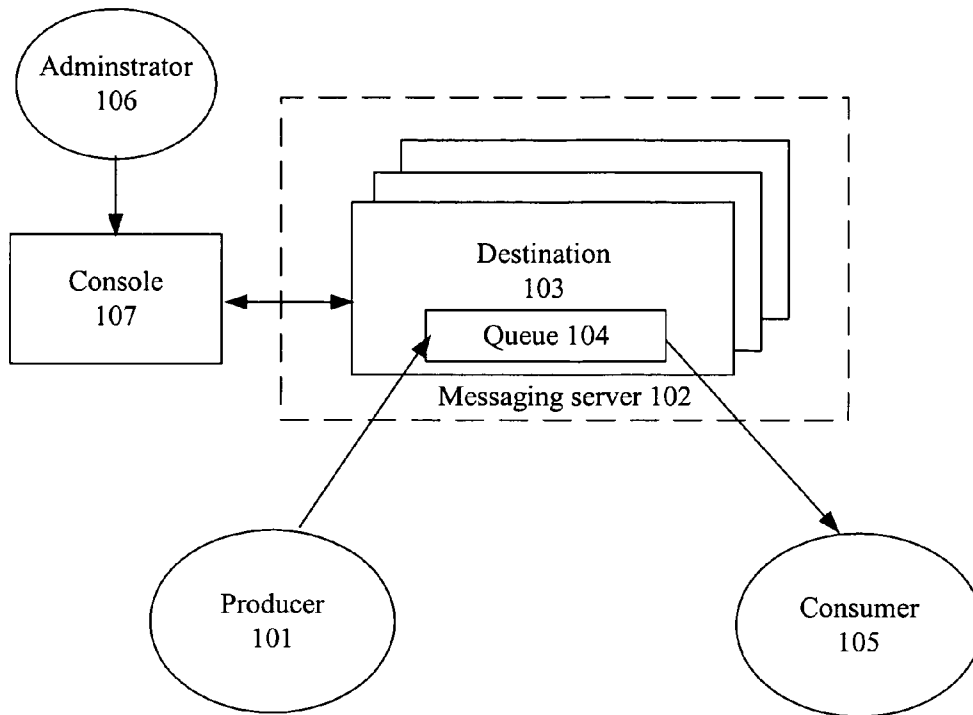 Adminstrator
106
Console
107
Destination
103
Queue 104
Messaging server 102
Producer
101
Consumer
105